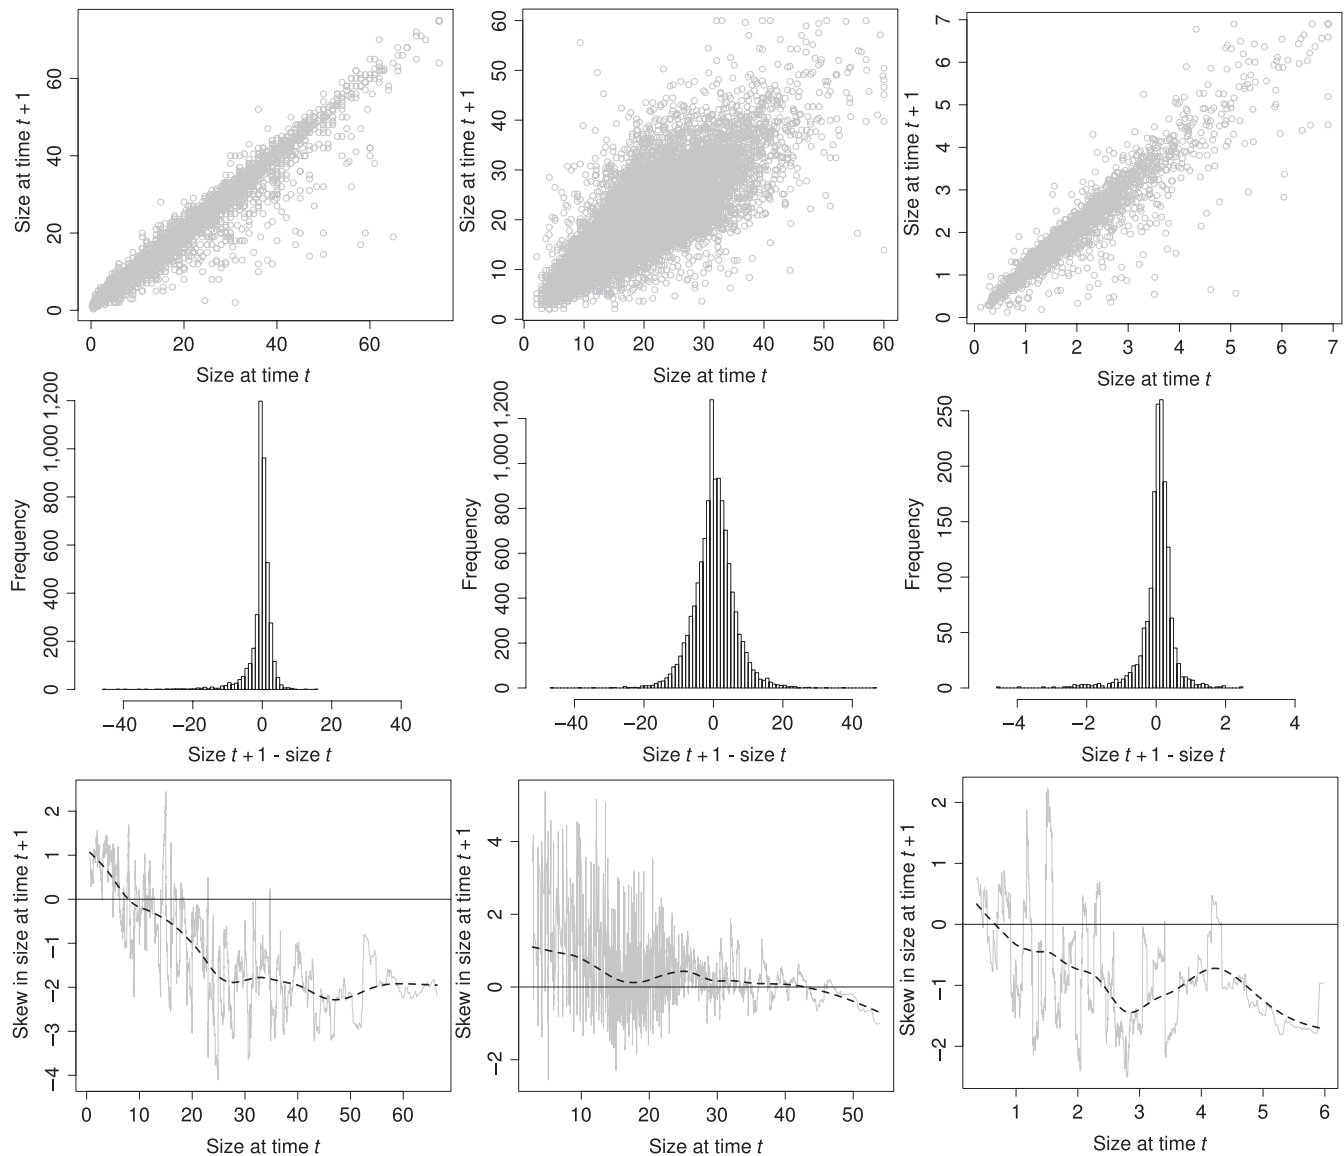 Size at time t + 1
60
40
20
0
0 20 40 60
Size at time t
Size at time t + 1
60
50
40
30
20
10
0
0 10 20 30 40 50 60
Size at time t
Size at time t + 1
7
6
5
4
3
2
1
0
0 1 2 3 4 5 6 7
Size at time t
Frequency
1,200
1,000
800
600
400
200
0
−40 −20 0 20 40
Size t + 1 - size t
Frequency
1,200
1,000
800
600
400
200
0
−40 −20 0 20 40
Size t + 1 - size t
Frequency
250
200
150
100
50
0
−4 −2 0 2 4
Size t + 1 - size t
Skew in size at time t + 1
2
1
0
−1
−2
−3
−4
0 10 20 30 40 50 60
Size at time t
Skew in size at time t + 1
4
2
0
−2
10 20 30 40 50
Size at time t
Skew in size at time t + 1
2
1
0
−1
−2
1 2 3 4 5 6
Size at time t